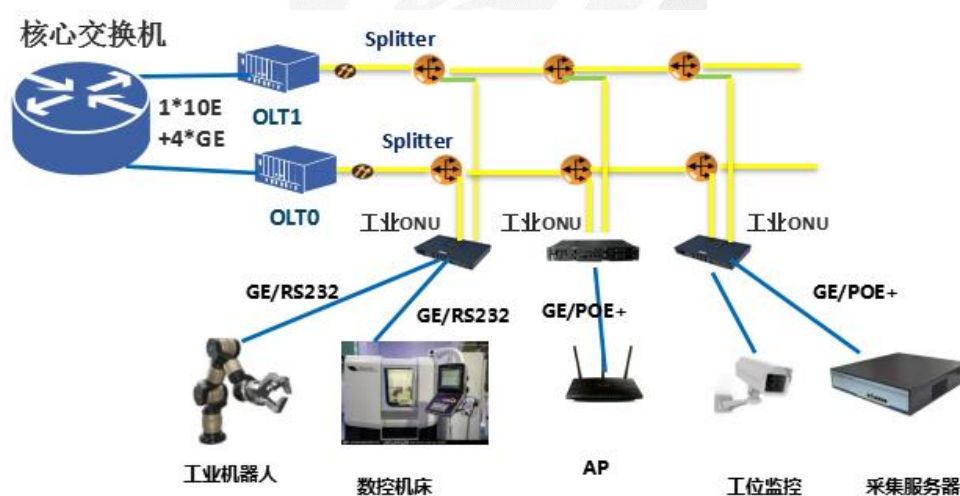 核心交换机
Splitter
1*10E
+4*GE
OLT1
Splitter
OLT0
工业ONU
工业ONU
工业ONU
GE/RS232
GE/RS232
GE/POE+
GE/POE+
工业机器人
数控机床
AP
工位监控
采集服务器